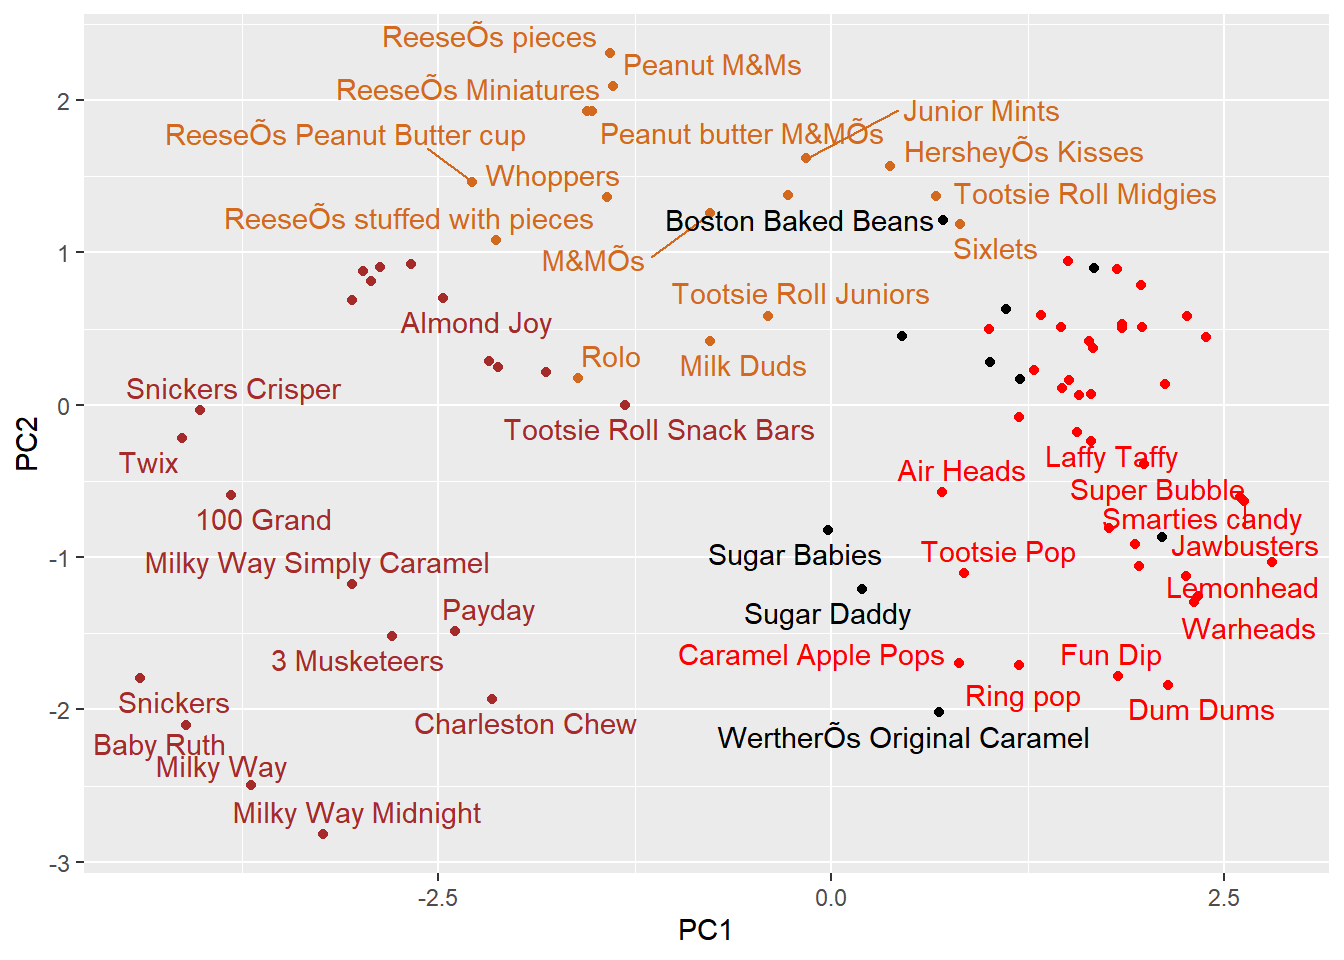 ReeseÕs pieces
Peanut M&Ms
ReeseÕs Miniatures
Junior Mints
Peanut butter M&MÕs
ReeseÕs Peanut Butter cup
HersheyÕs Kisses
Whoppers
Tootsie Roll Midgies
ReeseÕs stuffed with pieces
Boston Baked Beans
Sixlets
M&MÕs
Tootsie Roll Juniors
Almond Joy
Rolo
Milk Duds
Snickers Crisper
Tootsie Roll Snack Bars
Twix
Laffy Taffy
Air Heads
Super Bubble
100 Grand
Smarties candy
Jawbusters
Tootsie Pop
Sugar Babies
Milky Way Simply Caramel
Lemonhead
Payday
Sugar Daddy
Warheads
3 Musketeers
Caramel Apple Pops
Fun Dip
Ring pop
Snickers
Dum Dums
Charleston Chew
WertherÕs Original Caramel
Baby Ruth
Milky Way
Milky Way Midnight
2
1
0
-1
-2
-3
PC2
-2.5
0.0
2.5
PC1